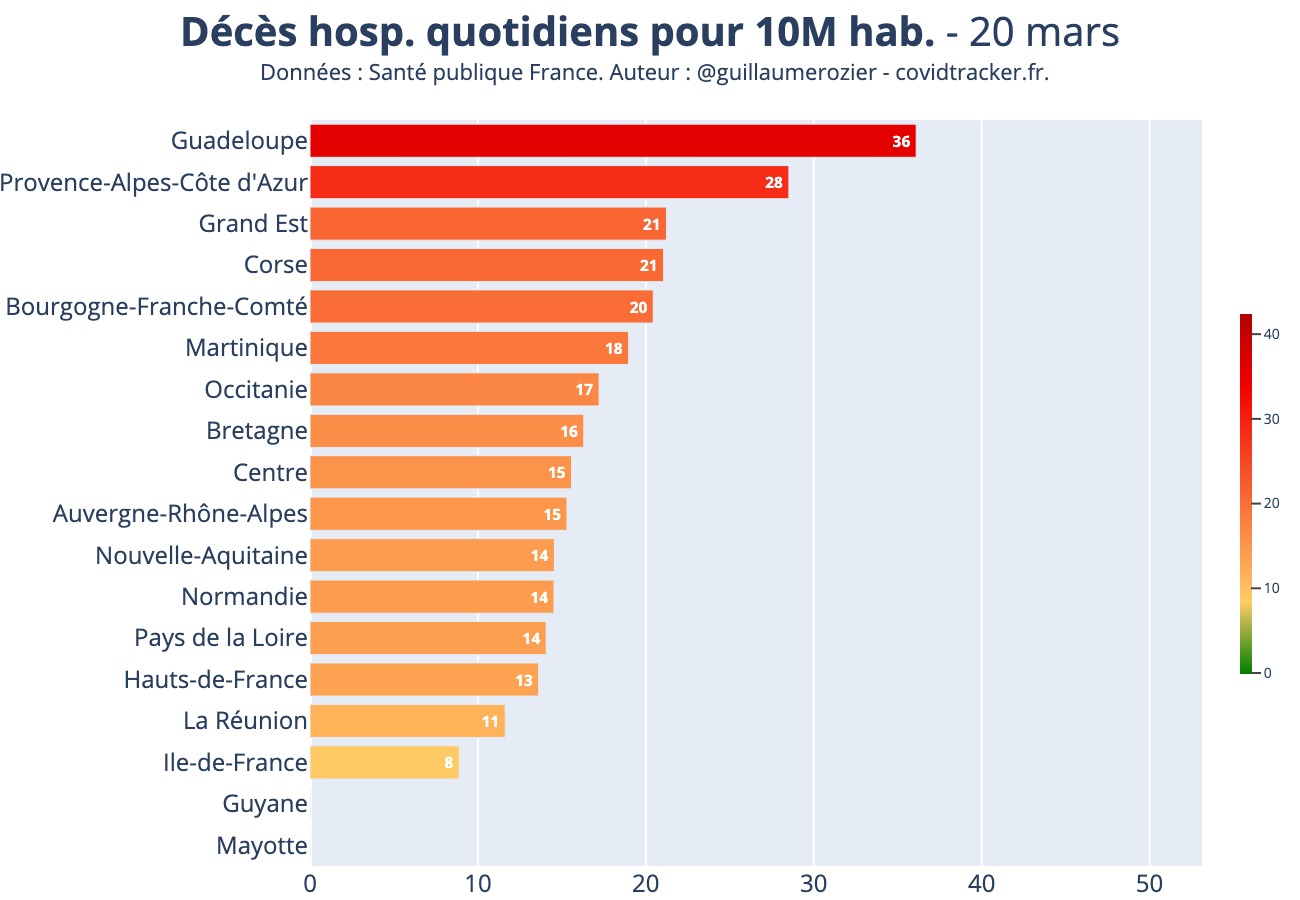 Décès hosp. quotidiens pour 10M hab. - 20 mars
Données : Santé publique France. Auteur : @guillaumerozier - covidtracker.fr.
Guadeloupe 36
Provence-Alpes-Côte d'Azur 28
Grand Est 21
Corse 21
Bourgogne-Franche-Comté 20
Martinique 18
Occitanie 17
Bretagne 16
Centre 15
Auvergne-Rhône-Alpes 15
Nouvelle-Aquitaine 14
Normandie 14
Pays de la Loire 14
Hauts-de-France 13
La Réunion 11
Ile-de-France 8
Guyane
Mayotte
0 10 20 30 40 50
40
30
20
10
0